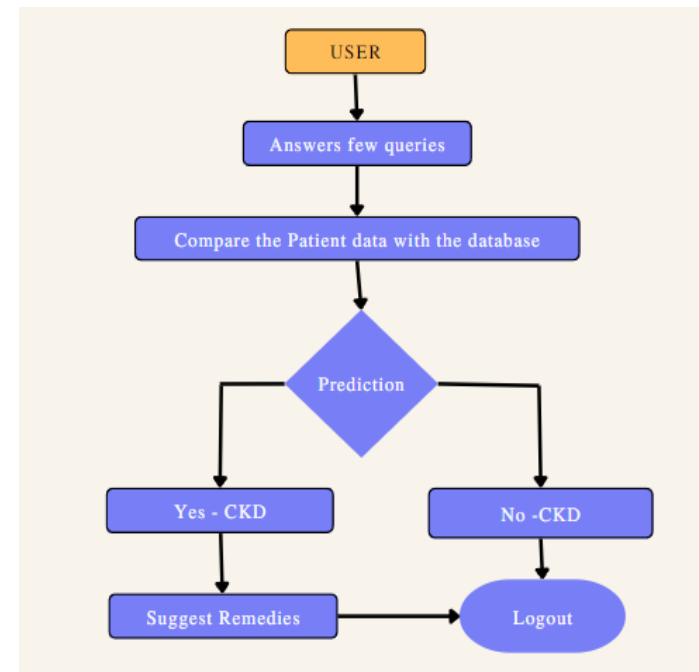 USER
Answers few queries
Compare the Patient data with the database
Prediction
Yes - CKD
No -CKD
Suggest Remedies
Logout